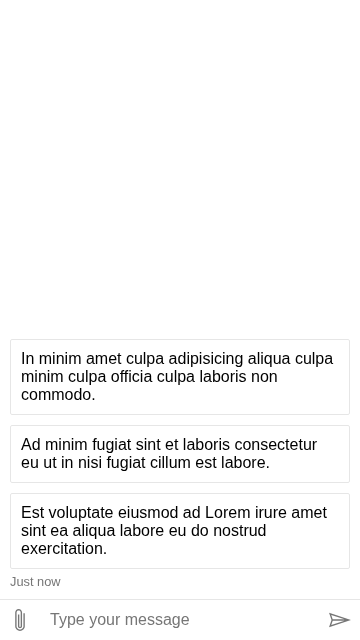 In minim amet culpa adipisicing aliqua culpa
minim culpa officia culpa laboris non
commodo.
Ad minim fugiat sint et laboris consectetur
eu ut in nisi fugiat cillum est labore.
Est voluptate eiusmod ad Lorem irure amet
sint ea aliqua labore eu do nostrud
exercitation.
Just now
Type your message